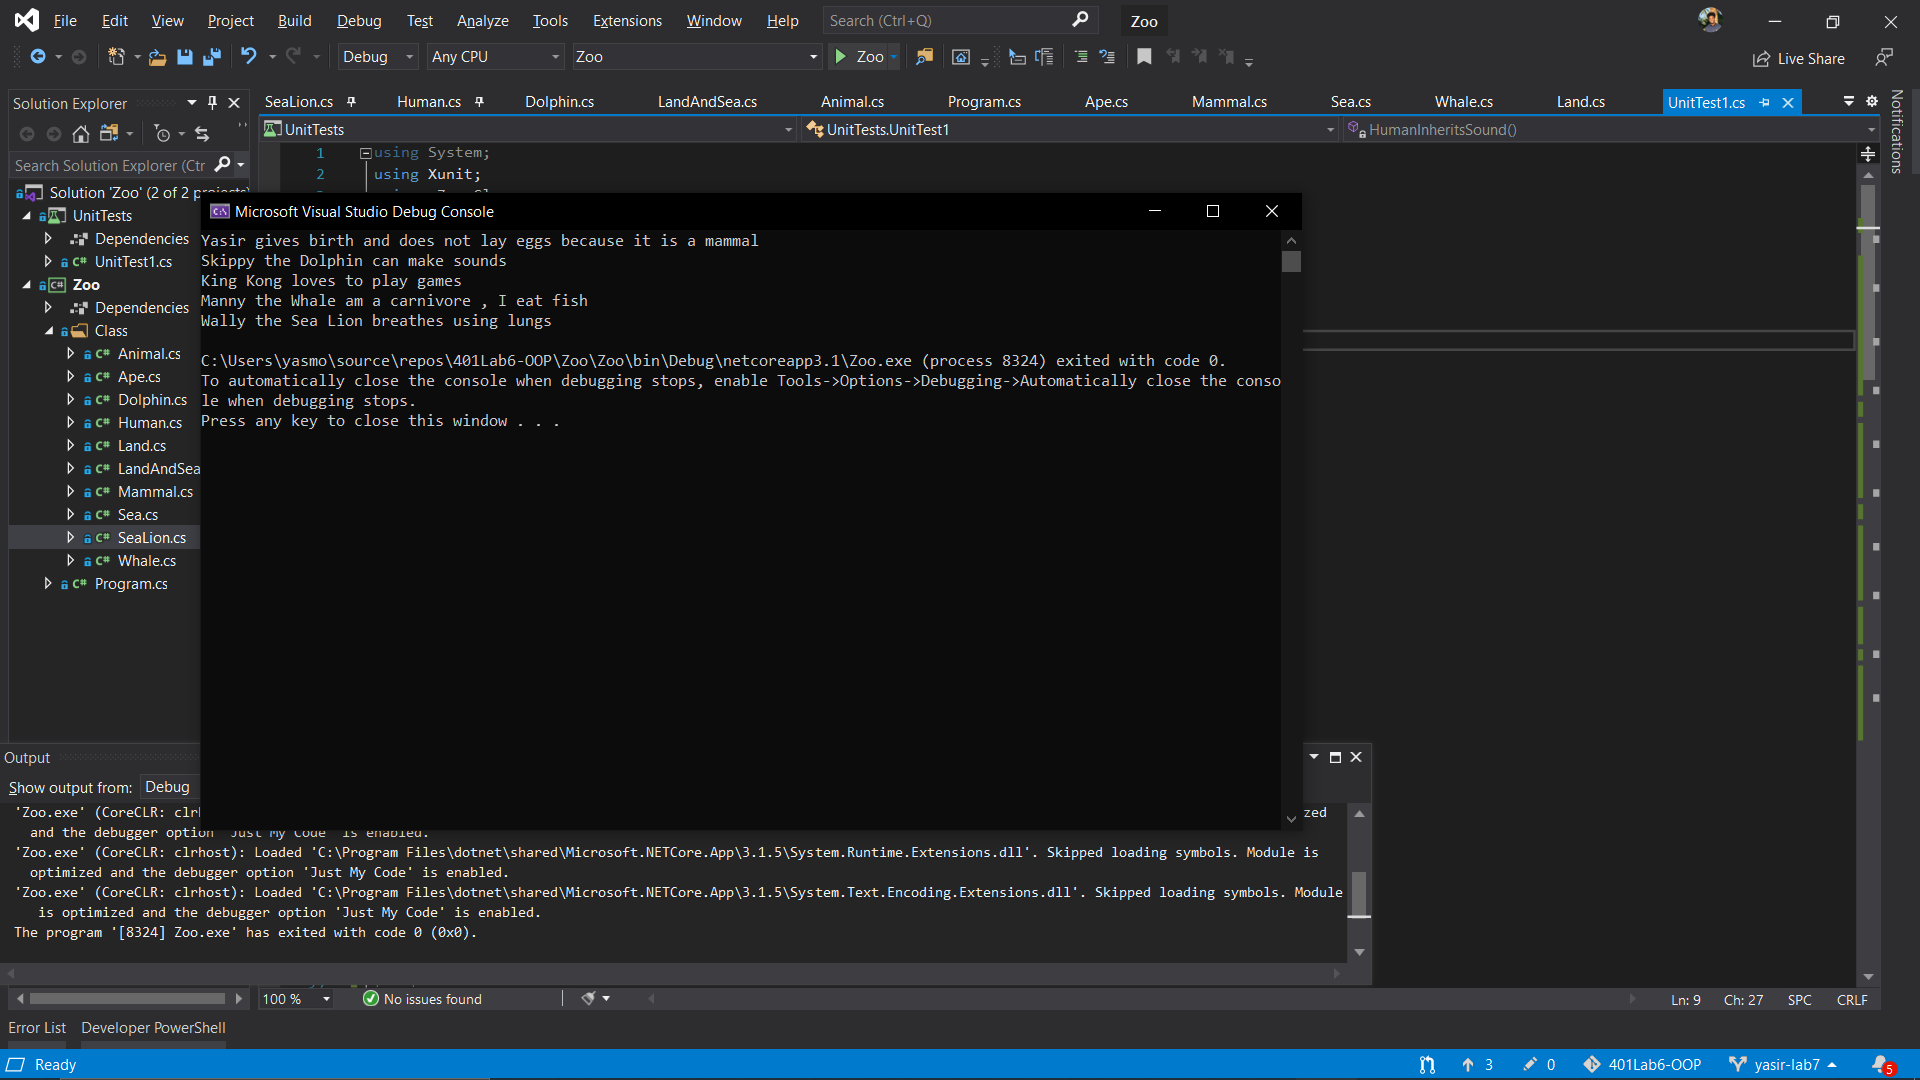 File Edit View Project Build Debug Test Analyze Tools Extensions Window Help Search (Ctrl+Q) Zoo
Debug Any CPU Zoo Zoo Live Share
Solution Explorer
SeaLion.cs Human.cs Dolphin.cs LandAndSea.cs Animal.cs Program.cs Ape.cs Mammal.cs Sea.cs Whale.cs Land.cs UnitTest1.cs
Notifications
UnitTests UnitTests.UnitTest1 HumanInheritsSound()
Search Solution Explorer (Ctr
1 using System;
2 using Xunit;
Solution 'Zoo' (2 of 2 projects)
UnitTests
Dependencies
UnitTest1.cs
Zoo
Dependencies
Class
Animal.cs
Ape.cs
Dolphin.cs
Human.cs
Land.cs
LandAndSea
Mammal.cs
Sea.cs
SeaLion.cs
Whale.cs
Program.cs
Microsoft Visual Studio Debug Console
Yasir gives birth and does not lay eggs because it is a mammal
Skippy the Dolphin can make sounds
King Kong loves to play games
Manny the Whale am a carnivore , I eat fish
Wally the Sea Lion breathes using lungs
C:\Users\yasmo\source\repos\401Lab6-OOP\Zoo\Zoo\bin\Debug\netcoreapp3.1\Zoo.exe (process 8324) exited with code 0.
To automatically close the console when debugging stops, enable Tools->Options->Debugging->Automatically close the conso
le when debugging stops.
Press any key to close this window . . .
Output
Show output from: Debug
'Zoo.exe' (CoreCLR: clrh zed
and the debugger option 'Just My Code' is enabled.
'Zoo.exe' (CoreCLR: clrhost): Loaded 'C:\Program Files\dotnet\shared\Microsoft.NETCore.App\3.1.5\System.Runtime.Extensions.dll'. Skipped loading symbols. Module is
optimized and the debugger option 'Just My Code' is enabled.
'Zoo.exe' (CoreCLR: clrhost): Loaded 'C:\Program Files\dotnet\shared\Microsoft.NETCore.App\3.1.5\System.Text.Encoding.Extensions.dll'. Skipped loading symbols. Module
is optimized and the debugger option 'Just My Code' is enabled.
The program '[8324] Zoo.exe' has exited with code 0 (0x0).
100 % No issues found Ln: 9 Ch: 27 SPC CRLF
Error List Developer PowerShell
Ready 3 0 401Lab6-OOP yasir-lab7 5